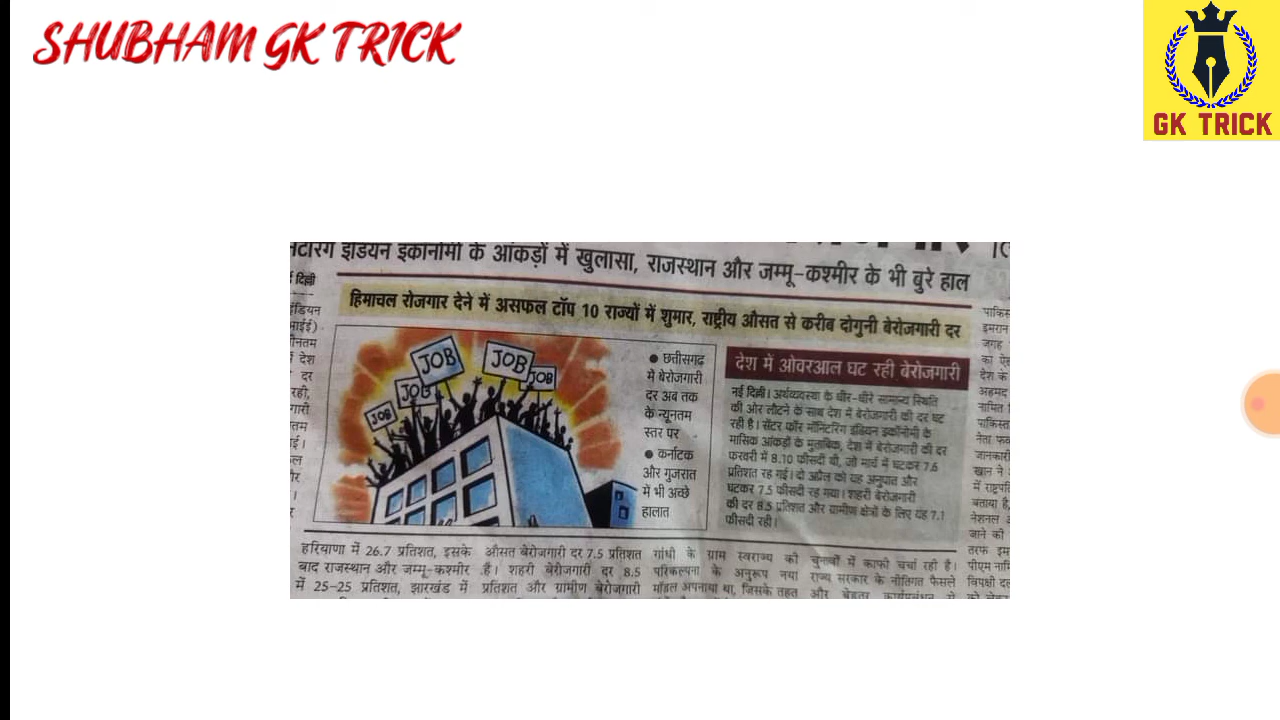 SHUBHAM GK TRICK
GK TRICK
इंडियन इकॉनोमी के आंकड़ों में खुलासा, राजस्थान और जम्मू-कश्मीर के भी बुरे हाल
हिमाचल रोजगार देने में असफल टॉप 10 राज्यों में शुमार, राष्ट्रीय औसत से करीब दोगुनी बेरोजगारी दर
JOB
JOB
JOB
JOB
JOB
● छत्तीसगढ़
में बेरोजगारी
दर अब तक
के न्यूनतम
स्तर पर
● कर्नाटक
और गुजरात
में भी अच्छे
हालात
देश में ओवरआल घट रही बेरोजगारी
नई दिल्ली। अर्थव्यवस्था के धीरे-धीरे सामान्य स्थिति
की ओर लौटने के साथ देश में बेरोजगारी की दर घट
रही है। सेंटर फॉर मॉनिटरिंग इंडियन इकॉनोमी के
मासिक आंकड़ों के मुताबिक, देश में बेरोजगारी की दर
फरवरी में 8.10 फीसदी थी, जो मार्च में घटकर 7.6
प्रतिशत रह गई। दो अप्रैल को यह अनुपात और
घटकर 7.5 फीसदी रह गया। शहरी बेरोजगारी
की दर 8.5 प्रतिशत और ग्रामीण क्षेत्रों के लिए यह 7.1
फीसदी रही।
हरियाणा में 26.7 प्रतिशत, इसके
बाद राजस्थान और जम्मू-कश्मीर
में 25-25 प्रतिशत, झारखंड में
औसत बेरोजगारी दर 7.5 प्रतिशत
है। शहरी बेरोजगारी दर 8.5
प्रतिशत और ग्रामीण बेरोजगारी
गांधी के ग्राम स्वराज्य की
परिकल्पना के अनुरूप नया
मॉडल अपनाया था, जिसके तहत
चुनावों में काफी चर्चा रही है।
राज्य सरकार के नीतिगत फैसले
और बेहतर